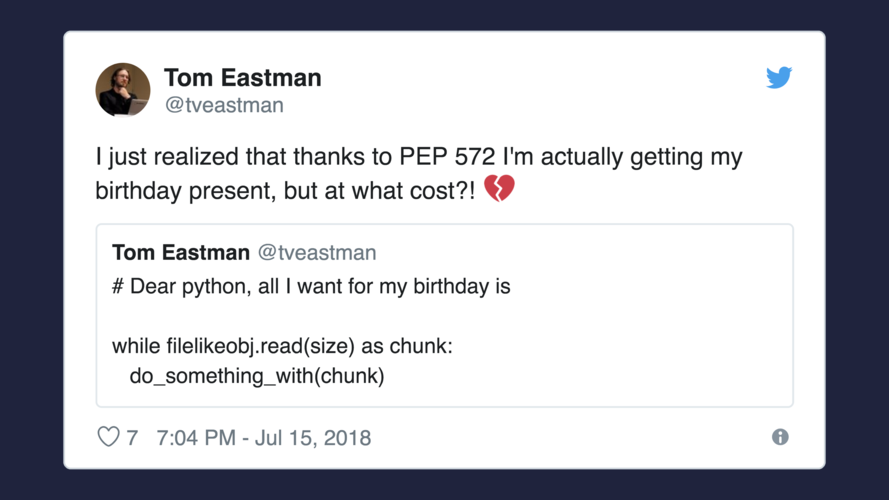 Tom Eastman
@tveastman
I just realized that thanks to PEP 572 I'm actually getting my
birthday present, but at what cost?! 💔
Tom Eastman @tveastman
# Dear python, all I want for my birthday is
while filelikeobj.read(size) as chunk:
do_something_with(chunk)
7 7:04 PM - Jul 15, 2018